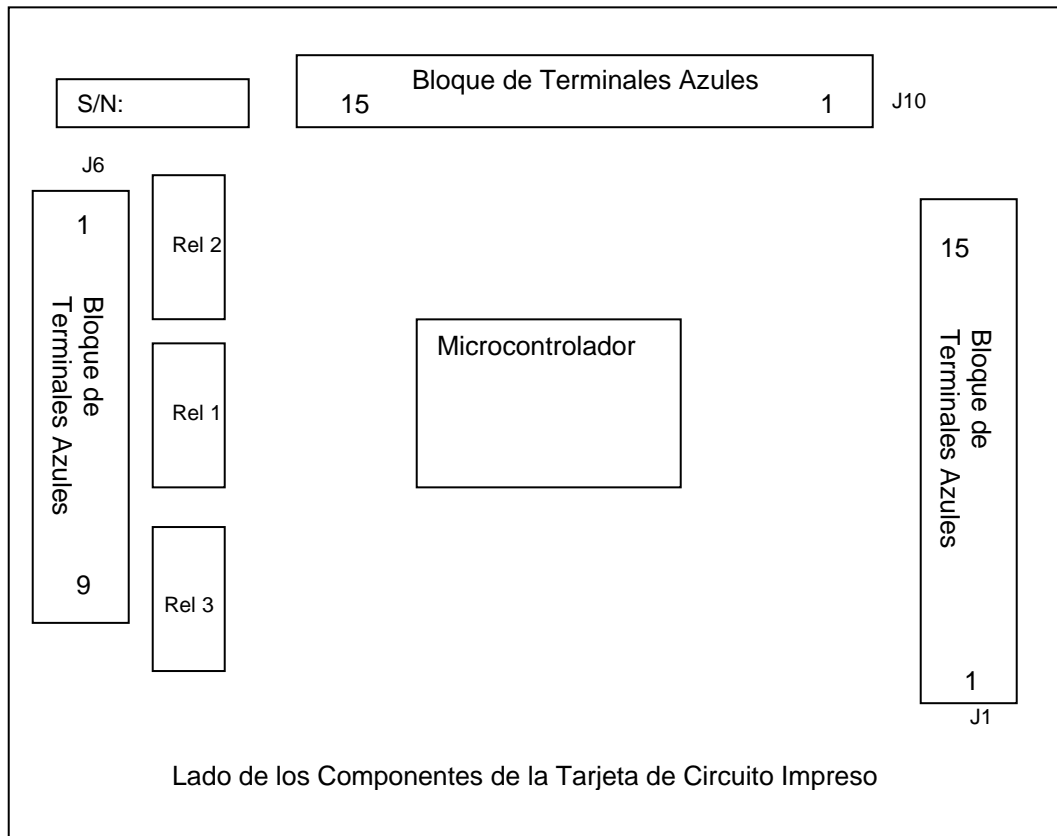 Bloque de Terminales Azules
S/N:
15
1
J10
J6
1
Bloque de
Terminales Azules
9
Rel 2
Rel 1
Rel 3
Microcontrolador
15
Bloque de
Terminales Azules
1
J1
Lado de los Componentes de la Tarjeta de Circuito Impreso